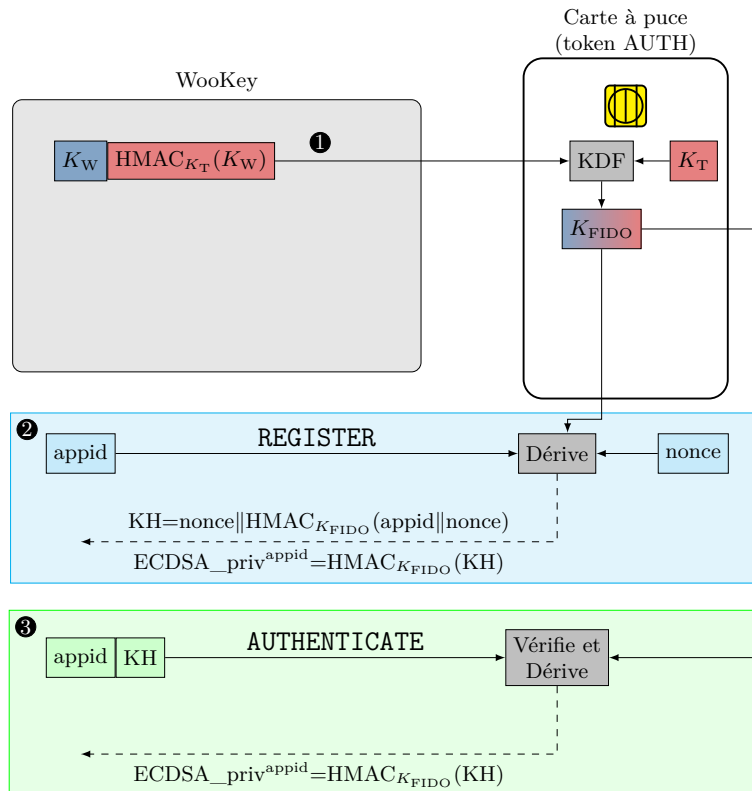 Carte à puce
(token AUTH)
WooKey
❶
K_W HMAC_{K_T}(K_W) KDF K_T
K_FIDO
❷
appid REGISTER Dérive nonce
KH=nonce‖HMAC_{K_FIDO}(appid‖nonce)
ECDSA_priv^{appid}=HMAC_{K_FIDO}(KH)
❸
appid KH AUTHENTICATE Vérifie et
Dérive
ECDSA_priv^{appid}=HMAC_{K_FIDO}(KH)